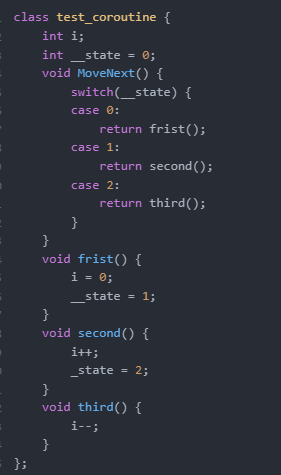 class test_coroutine {
    int i;
    int __state = 0;
    void MoveNext() {
        switch(__state) {
        case 0:
            return frist();
        case 1:
            return second();
        case 2:
            return third();
        }
    }
    void frist() {
        i = 0;
        __state = 1;
    }
    void second() {
        i++;
        _state = 2;
    }
    void third() {
        i--;
    }
};